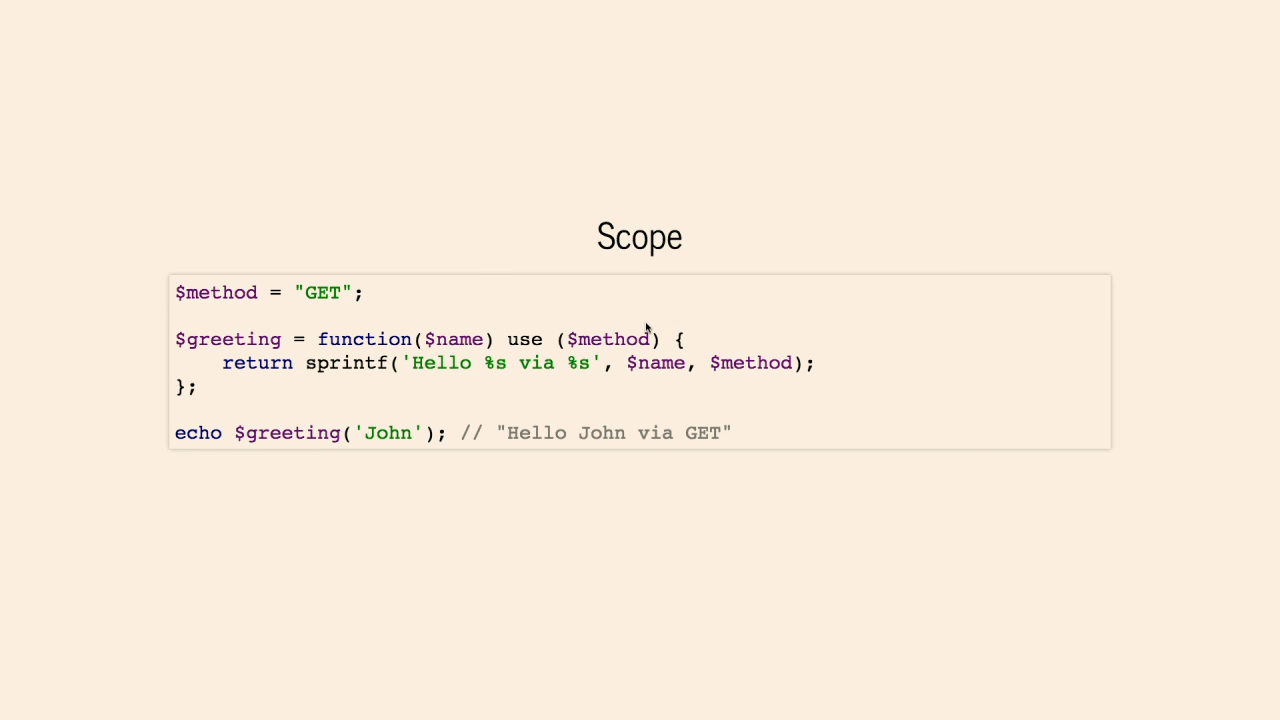 Scope
$method = "GET";
$greeting = function($name) use ($method) {
    return sprintf('Hello %s via %s', $name, $method);
};
echo $greeting('John'); // "Hello John via GET"